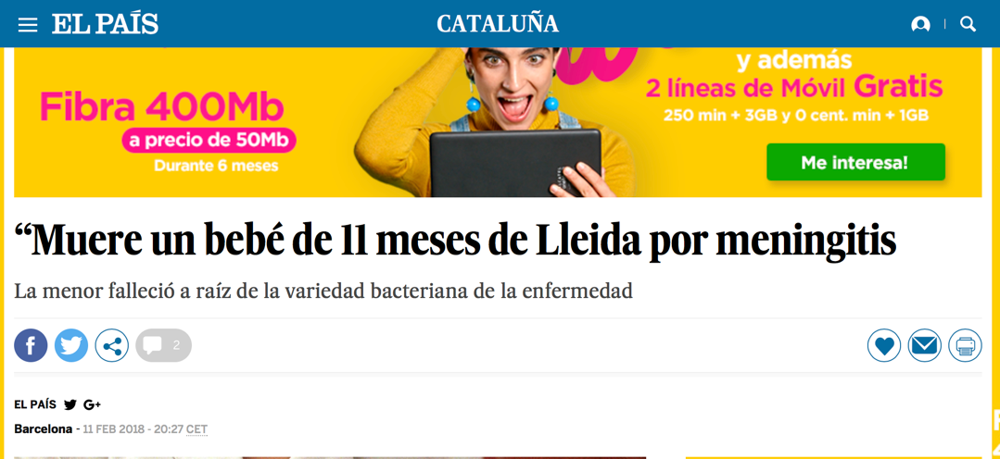 EL PAÍS
CATALUÑA
y además
Fibra 400Mb
2 líneas de Móvil Gratis
a precio de 50Mb
250 min + 3GB y 0 cent. min + 1GB
Durante 6 meses
Me interesa!
“Muere un bebé de 11 meses de Lleida por meningitis
La menor falleció a raíz de la variedad bacteriana de la enfermedad
2
EL PAÍS G+
Barcelona - 11 FEB 2018 - 20:27 CET